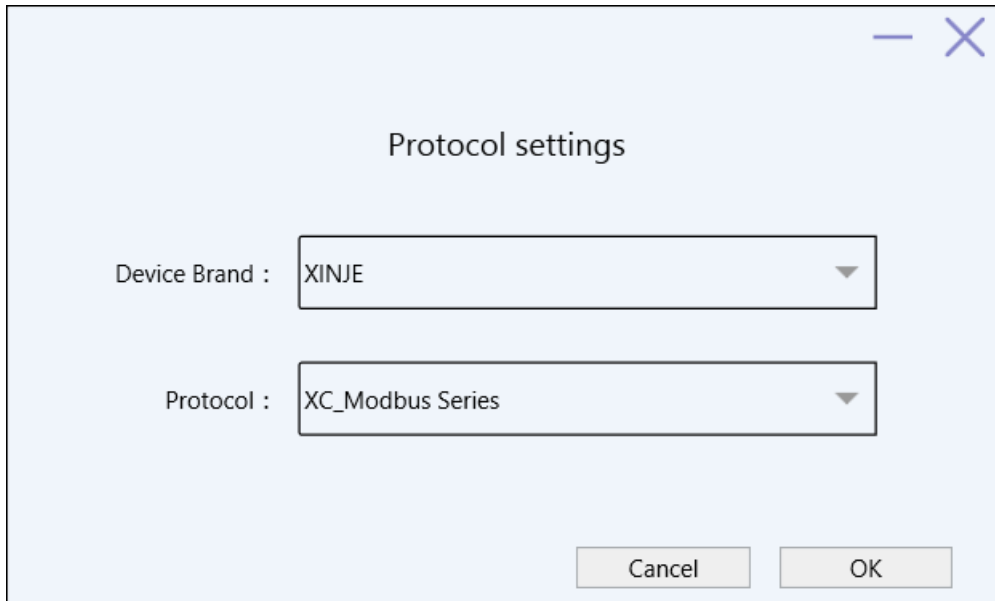 Protocol settings
Device Brand : XINJE
Protocol : XC_Modbus Series
Cancel OK